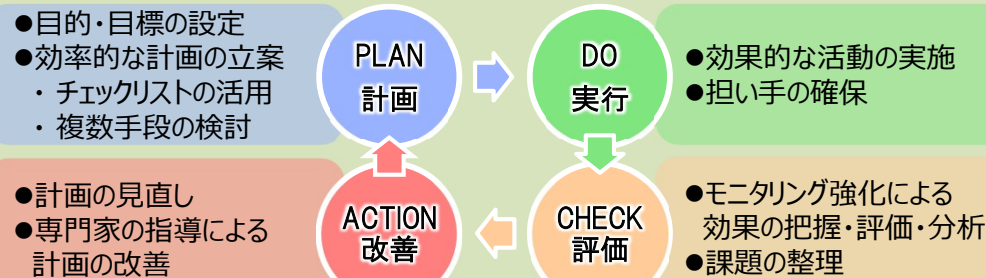 ●目的・目標の設定
●効率的な計画の立案
・ チェックリストの活用
・ 複数手段の検討
PLAN
計画
DO
実行
●効果的な活動の実施
●担い手の確保
●計画の見直し
●専門家の指導による
計画の改善
ACTION
改善
CHECK
評価
●モニタリング強化による
効果の把握・評価・分析
●課題の整理